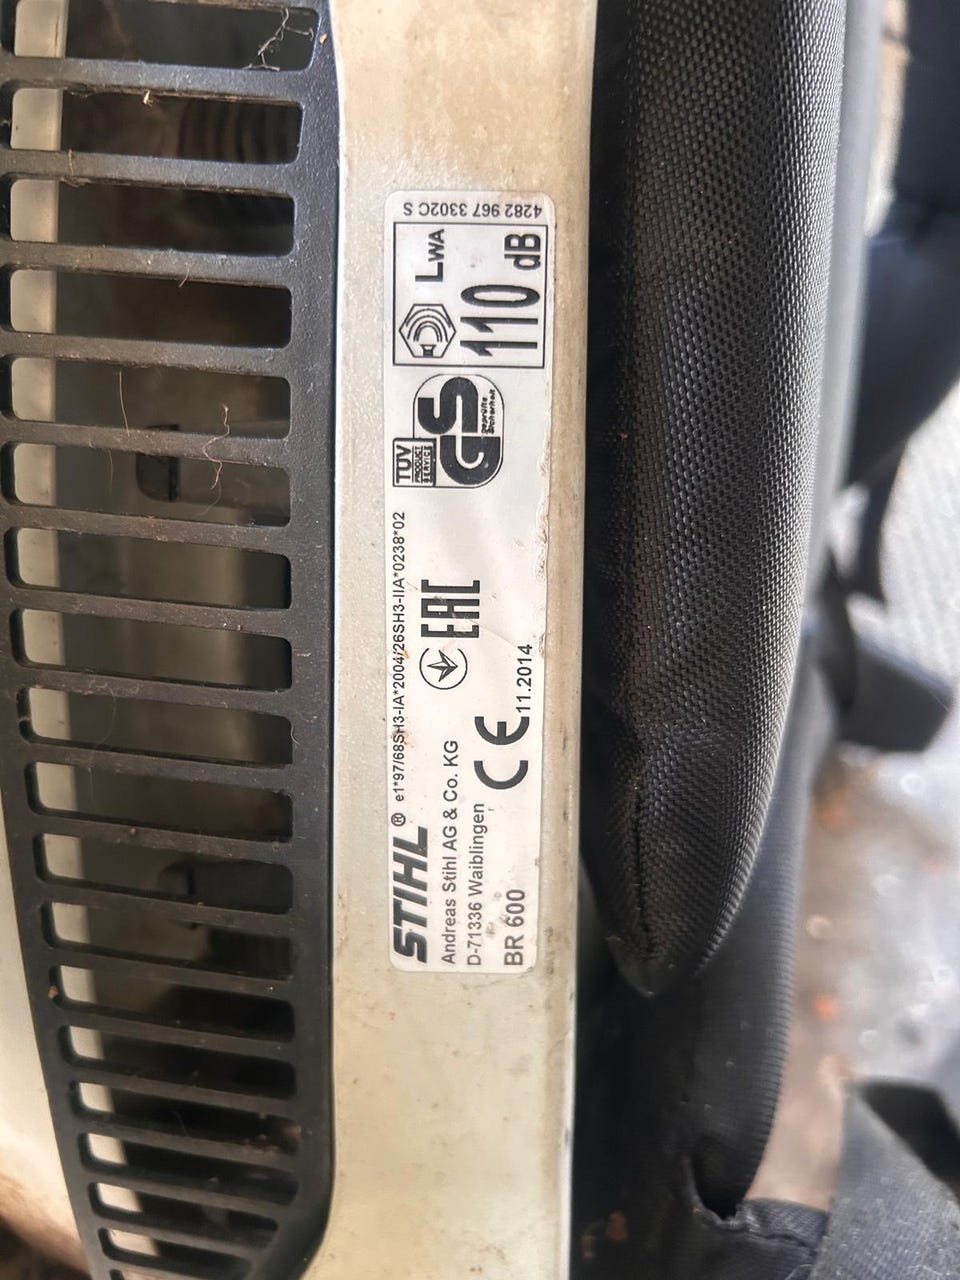 STIHL® e1*97/68SH3-IA*2004/26SH3-IIA*0238*02
Andreas Stihl AG & Co. KG
D-71336 Waiblingen
BR 600
CE
11.2014
EAC
TÜV
PRODUCT
SERVICE
GS
geprüfte
Sicherheit
LWA
110 dB
4282 967 3302C S